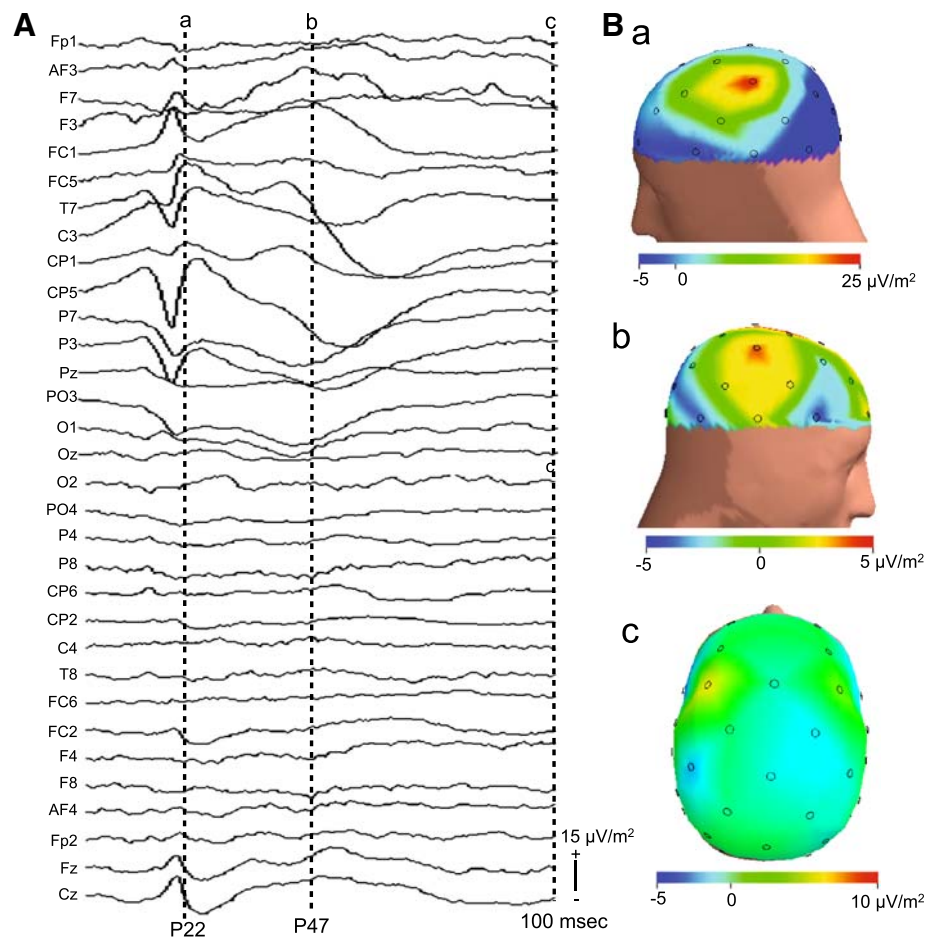 A
a
b
c
Fp1
AF3
F7
F3
FC1
FC5
T7
C3
CP1
CP5
P7
P3
Pz
PO3
O1
Oz
c
O2
PO4
P4
P8
CP6
CP2
C4
T8
FC6
FC2
F4
F8
AF4
Fp2
Fz
Cz
P22
P47
15 µV/m²
+
-
100 msec
B
a
-5 0 25 µV/m²
b
-5 0 5 µV/m²
c
-5 0 10 µV/m²